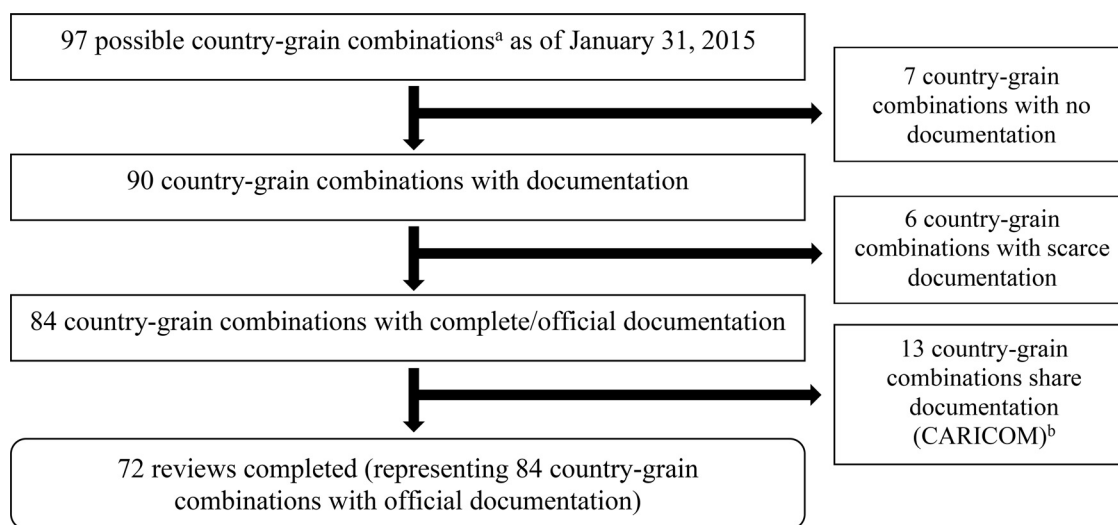 97 possible country-grain combinationsᵃ as of January 31, 2015
7 country-grain
combinations with no
documentation
90 country-grain combinations with documentation
6 country-grain
combinations with scarce
documentation
84 country-grain combinations with complete/official documentation
13 country-grain
combinations share
documentation
(CARICOM)ᵇ
72 reviews completed (representing 84 country-grain
combinations with official documentation)